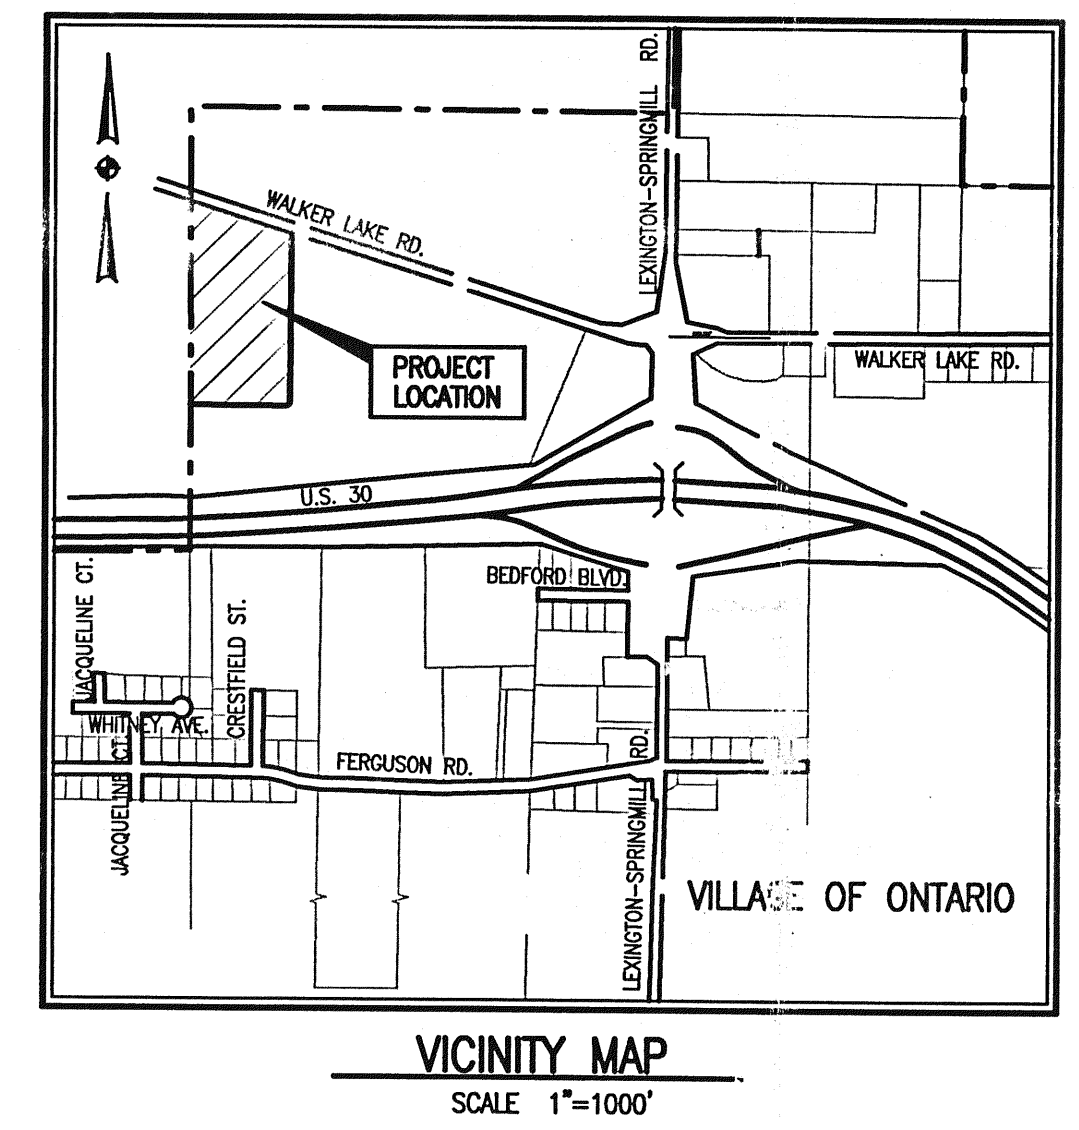 LEXINGTON-SPRINGMILL RD.
WALKER LAKE RD.
WALKER LAKE RD.
PROJECT
LOCATION
U.S. 30
BEDFORD BLVD.
JACQUELINE CT.
CRESTFIELD ST.
WHITNEY AVE.
FERGUSON RD.
JACQUELINE CT.
LEXINGTON-SPRINGMILL RD.
VILLAGE OF ONTARIO
VICINITY MAP
SCALE 1"=1000'